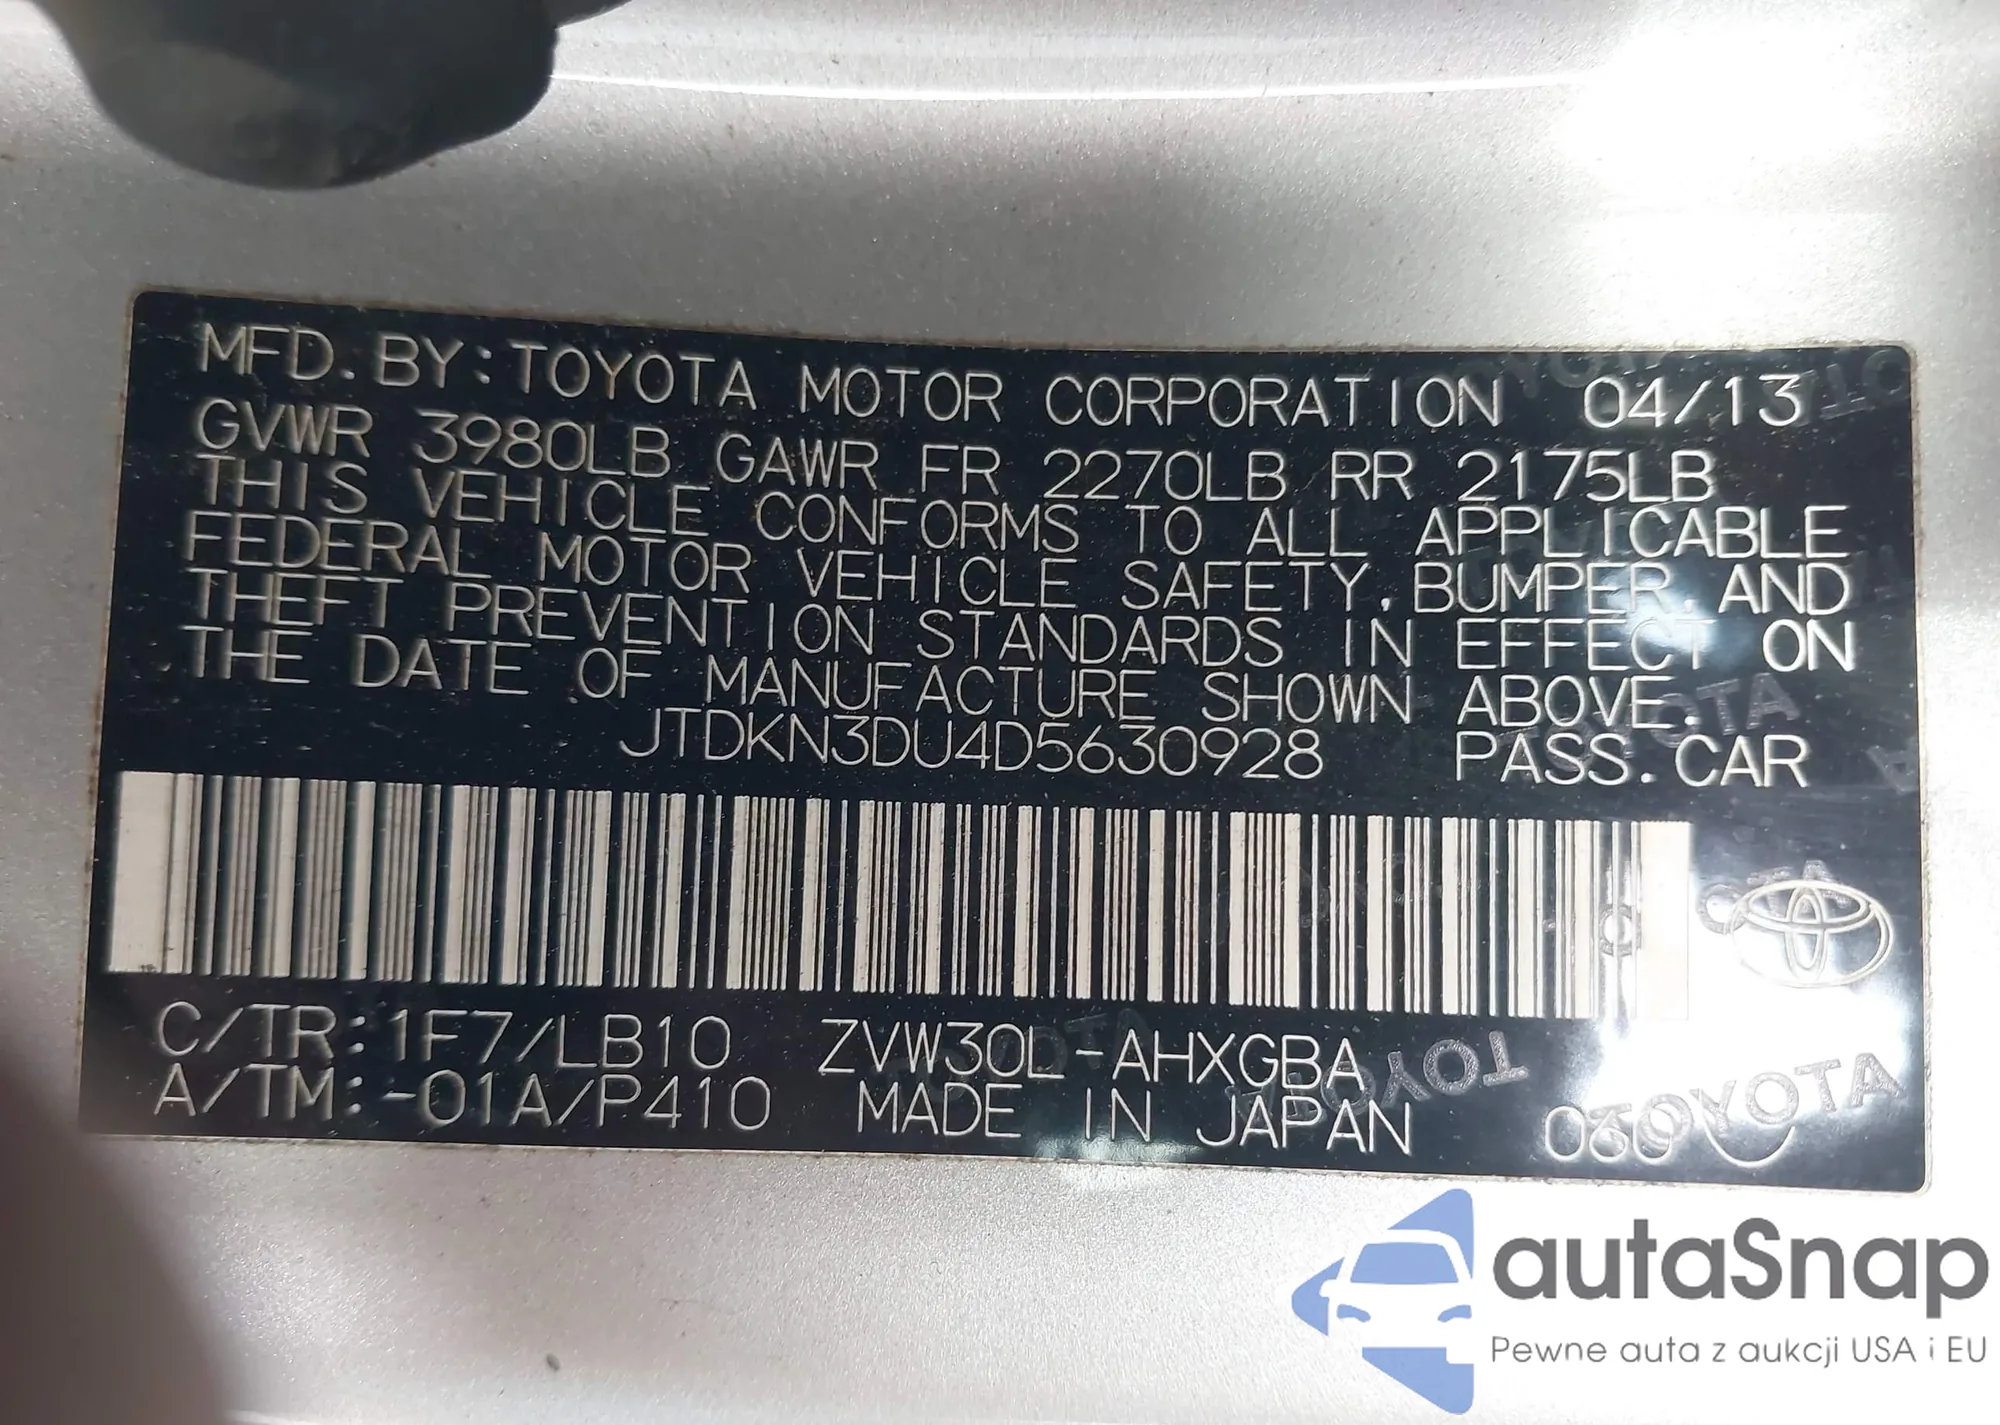 MFD. BY: TOYOTA MOTOR CORPORATION 04/13
GVWR 3980LB GAWR FR 2270LB RR 2175LB
THIS VEHICLE CONFORMS TO ALL APPLICABLE
FEDERAL MOTOR VEHICLE SAFETY, BUMPER, AND
THEFT PREVENTION STANDARDS IN EFFECT ON
THE DATE OF MANUFACTURE SHOWN ABOVE.
JTDKN3DU4D5630928 PASS. CAR
C/TR: 1F7/LB10 ZVW30L-AHXGBA
A/TM: -01A/P410 MADE IN JAPAN
TOYOTA
TOYOTA
TOYOTA
autaSnap
Pewne auta z aukcji USA i EU